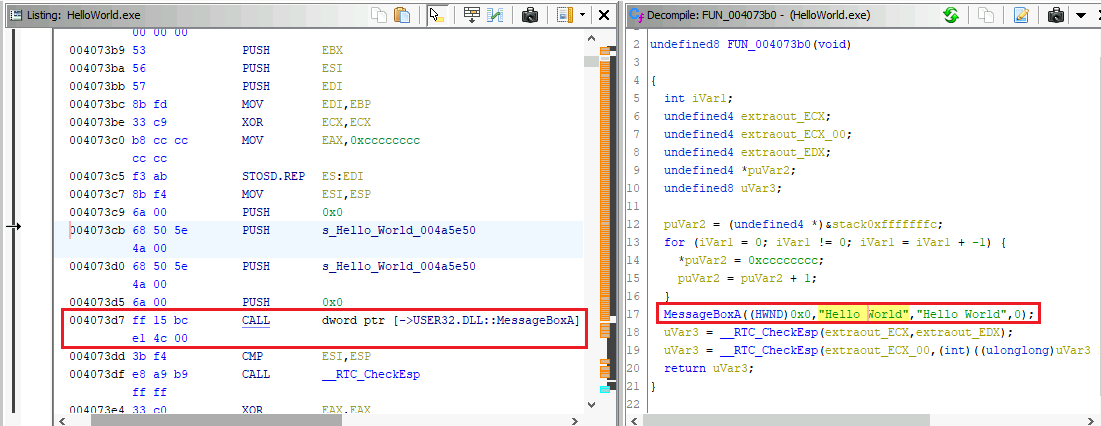 Listing: HelloWorld.exe
00 00 00
004073b9 53 PUSH EBX
004073ba 56 PUSH ESI
004073bb 57 PUSH EDI
004073bc 8b fd MOV EDI,EBP
004073be 33 c9 XOR ECX,ECX
004073c0 b8 cc cc MOV EAX,0xcccccccc
cc cc
004073c5 f3 ab STOSD.REP ES:EDI
004073c7 8b f4 MOV ESI,ESP
004073c9 6a 00 PUSH 0x0
004073cb 68 50 5e PUSH s_Hello_World_004a5e50
4a 00
004073d0 68 50 5e PUSH s_Hello_World_004a5e50
4a 00
004073d5 6a 00 PUSH 0x0
004073d7 ff 15 bc CALL dword ptr [->USER32.DLL::MessageBoxA]
e1 4c 00
004073dd 3b f4 CMP ESI,ESP
004073df e8 a9 b9 CALL __RTC_CheckEsp
ff ff
004073e4 33 c0 XOR EAX,EAX
Decompile: FUN_004073b0 - (HelloWorld.exe)
2 undefined8 FUN_004073b0(void)
3
4 {
5 int iVar1;
6 undefined4 extraout_ECX;
7 undefined4 extraout_ECX_00;
8 undefined4 extraout_EDX;
9 undefined4 *puVar2;
10 undefined8 uVar3;
11
12 puVar2 = (undefined4 *)&stack0xfffffffc;
13 for (iVar1 = 0; iVar1 != 0; iVar1 = iVar1 + -1) {
14 *puVar2 = 0xcccccccc;
15 puVar2 = puVar2 + 1;
16 }
17 MessageBoxA((HWND)0x0,"Hello World","Hello World",0);
18 uVar3 = __RTC_CheckEsp(extraout_ECX,extraout_EDX);
19 uVar3 = __RTC_CheckEsp(extraout_ECX_00,(int)((ulonglong)uVar3
20 return uVar3;
21 }
22